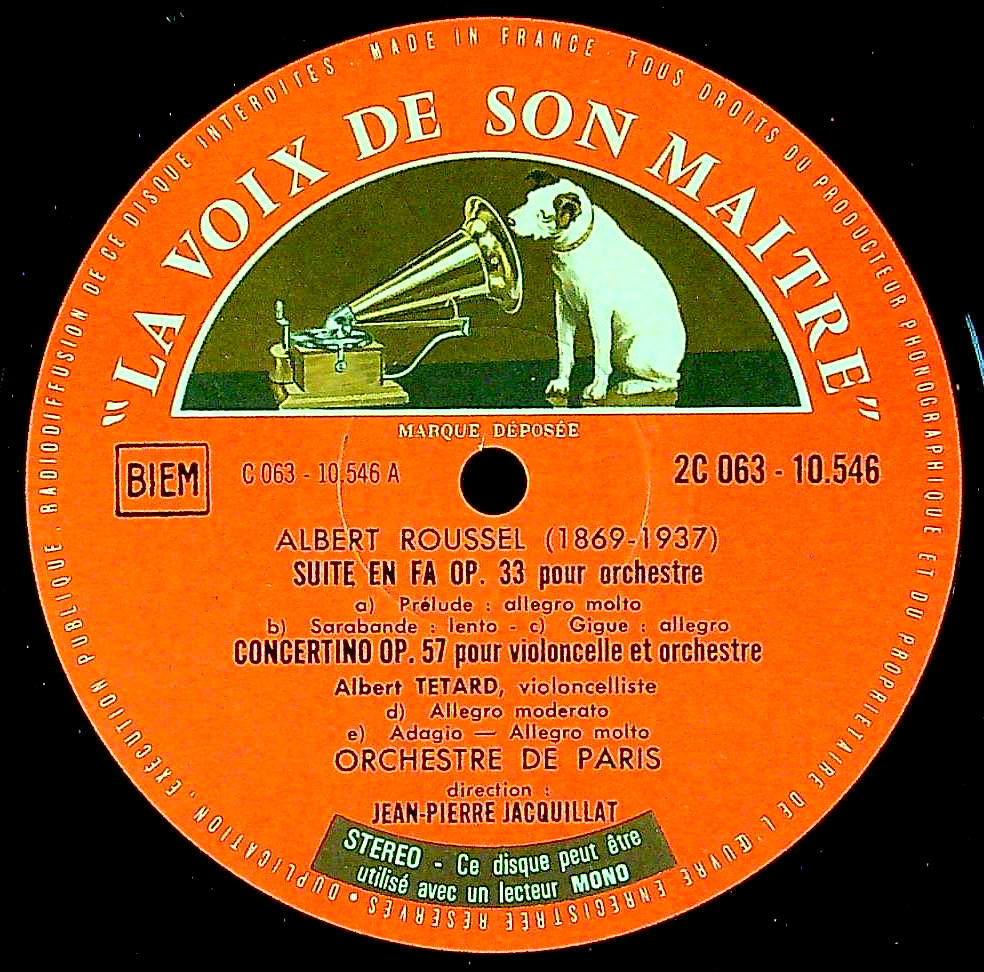 MADE IN FRANCE · TOUS DROITS DU PRODUCTEUR PHONOGRAPHIQUE ET DU PROPRIETAIRE DE L'ŒUVRE ENREGISTRÉE RÉSERVÉS • DUPLICATION. EXÉCUTION PUBLIQUE. RADIODIFFUSION DE CE DISQUE INTERDITES ·
"LA VOIX DE SON MAITRE"
MARQUE DÉPOSÉE
BIEM C 063 - 10.546 A 2C 063 - 10.546
ALBERT ROUSSEL (1869-1937)
SUITE EN FA OP. 33 pour orchestre
a) Prélude : allegro molto
b) Sarabande : lento - c) Gigue : allegro
CONCERTINO OP. 57 pour violoncelle et orchestre
Albert TETARD, violoncelliste
d) Allegro moderato
e) Adagio — Allegro molto
ORCHESTRE DE PARIS
direction :
JEAN-PIERRE JACQUILLAT
STEREO - Ce disque peut être
utilisé avec un lecteur MONO